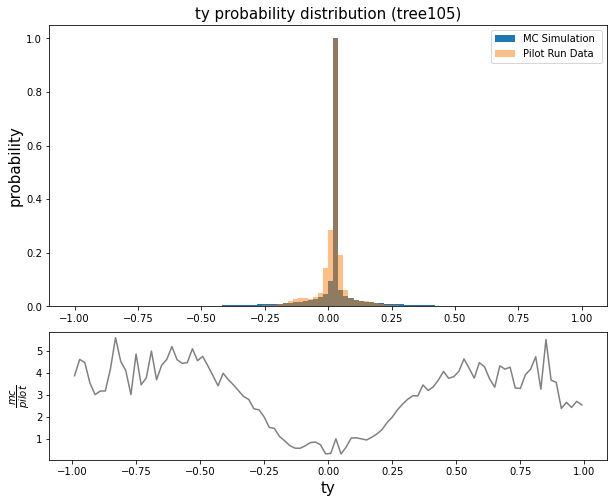 ty probability distribution (tree105)
MC Simulation
Pilot Run Data
probability
1.0
0.8
0.6
0.4
0.2
0.0
−1.00 −0.75 −0.50 −0.25 0.00 0.25 0.50 0.75 1.00
mc
pilot
5
4
3
2
1
−1.00 −0.75 −0.50 −0.25 0.00 0.25 0.50 0.75 1.00
ty